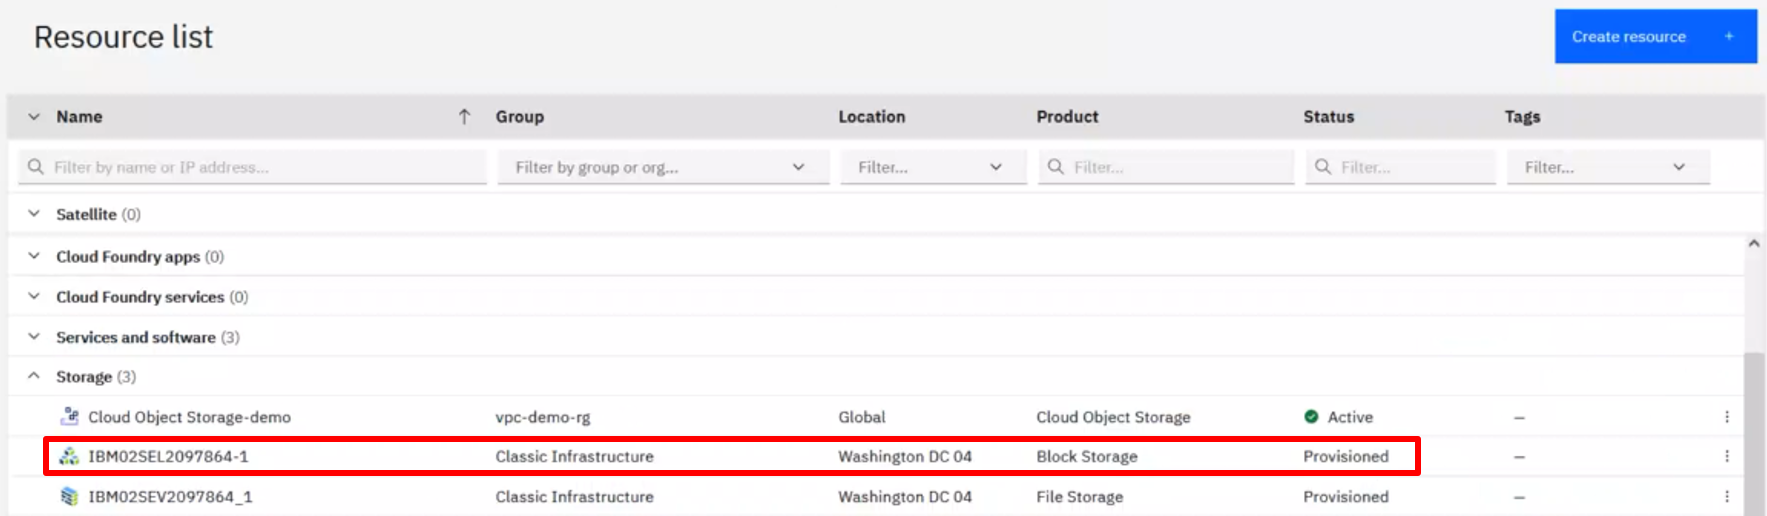 Resource list
Create resource +
Name Group Location Product Status Tags
Filter by name or IP address... Filter by group or org... Filter... Filter... Filter... Filter...
Satellite (0)
Cloud Foundry apps (0)
Cloud Foundry services (0)
Services and software (3)
Storage (3)
Cloud Object Storage-demo vpc-demo-rg Global Cloud Object Storage Active –
IBM02SEL2097864-1 Classic Infrastructure Washington DC 04 Block Storage Provisioned –
IBM02SEV2097864_1 Classic Infrastructure Washington DC 04 File Storage Provisioned –